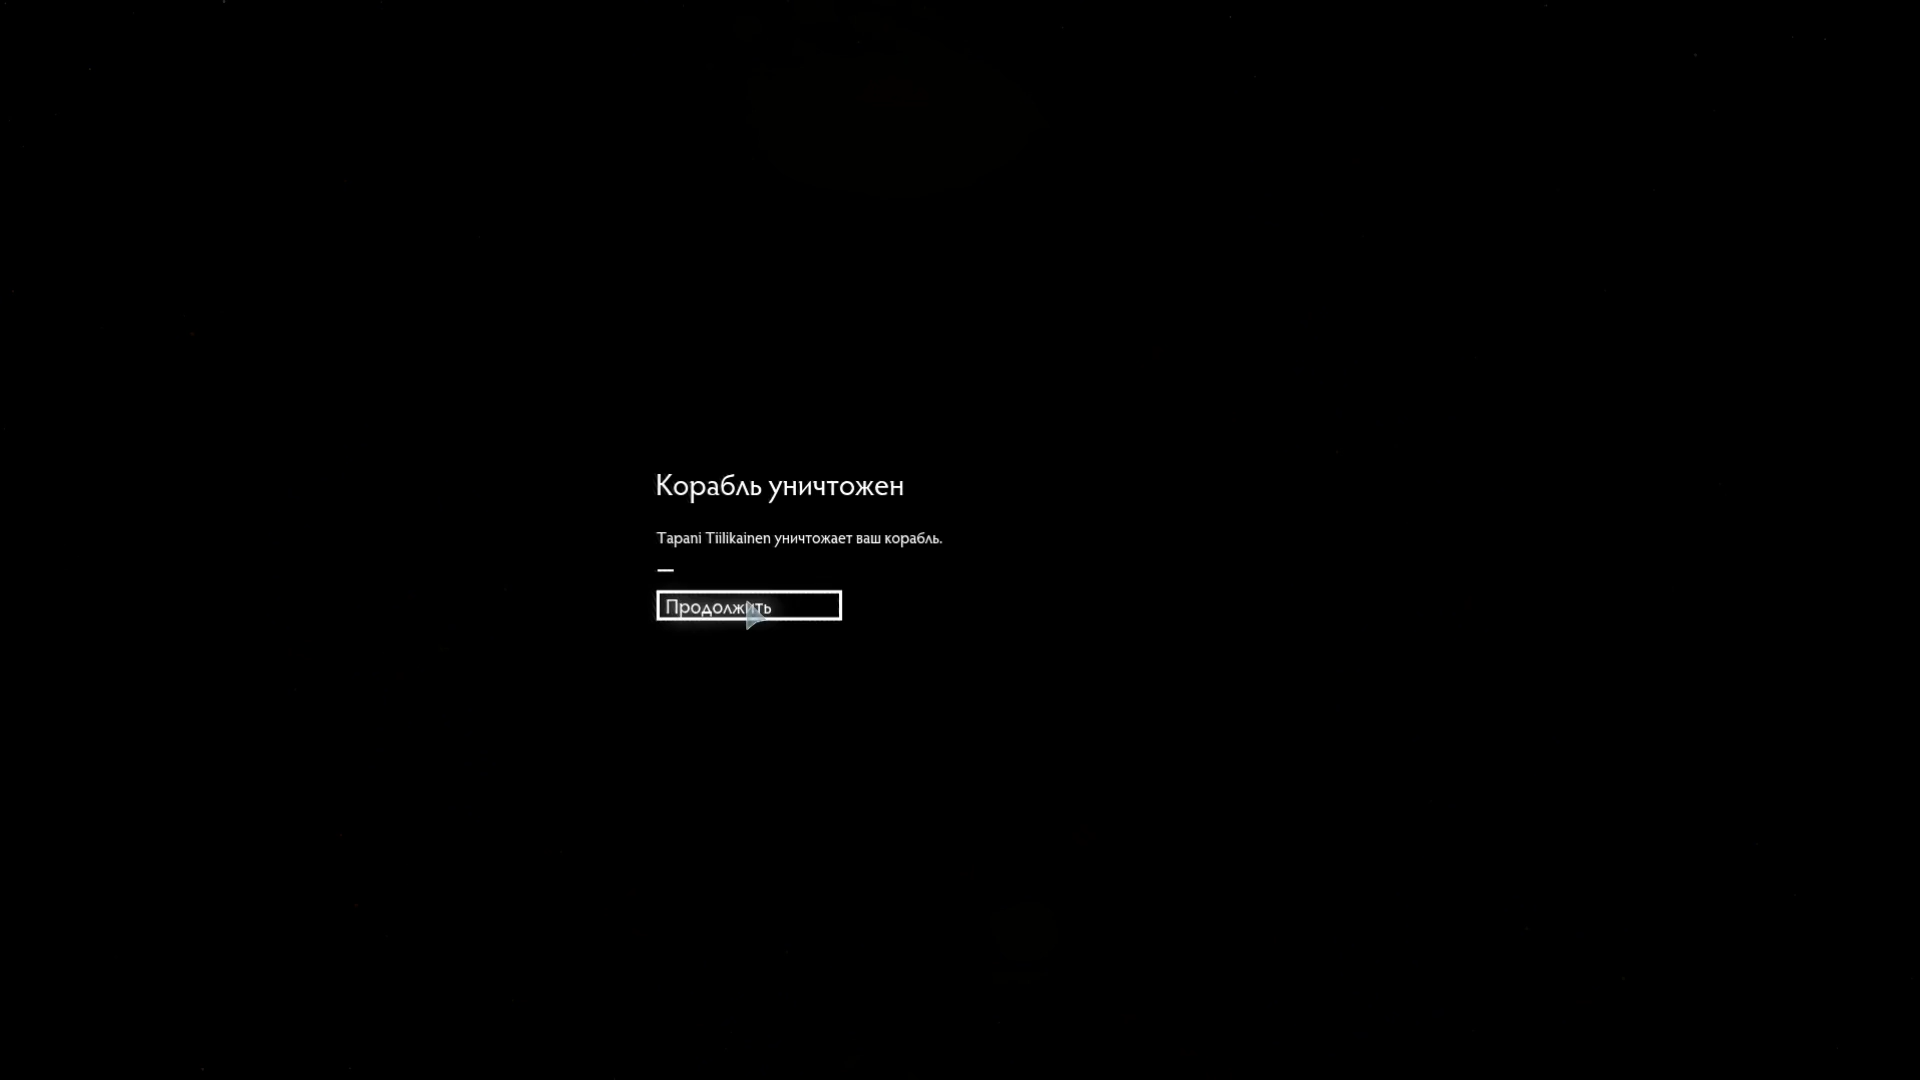 Корабль уничтожен
Tapani Tiilikainen уничтожает ваш корабль.
Продолжить